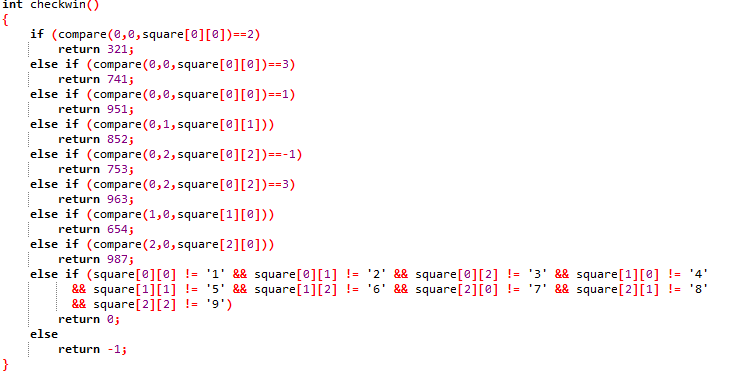 int checkwin()
{
    if (compare(0,0,square[0][0])==2)
        return 321;
    else if (compare(0,0,square[0][0])==3)
        return 741;
    else if (compare(0,0,square[0][0])==1)
        return 951;
    else if (compare(0,1,square[0][1]))
        return 852;
    else if (compare(0,2,square[0][2])==-1)
        return 753;
    else if (compare(0,2,square[0][2])==3)
        return 963;
    else if (compare(1,0,square[1][0]))
        return 654;
    else if (compare(2,0,square[2][0]))
        return 987;
    else if (square[0][0] != '1' && square[0][1] != '2' && square[0][2] != '3' && square[1][0] != '4'
          && square[1][1] != '5' && square[1][2] != '6' && square[2][0] != '7' && square[2][1] != '8'
          && square[2][2] != '9')
        return 0;
    else
        return -1;
}